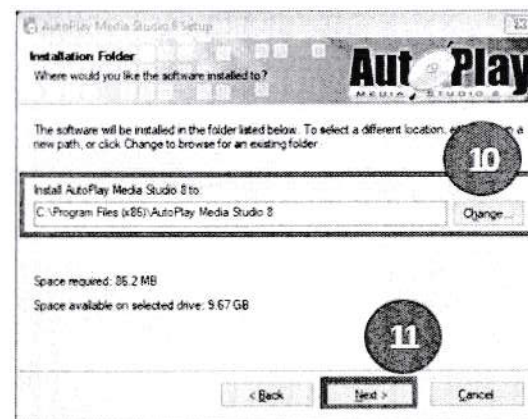 AutoPlay Media Studio 8 Setup
Installation Folder
Where would you like the software installed to?
AutoPlay
MEDIA STUDIO 8
The software will be installed in the folder listed below. To select a different location, a
new path, or click Change to browse for an existing folder.
10
Install AutoPlay Media Studio 8 to:
C:\Program Files (x86)\AutoPlay Media Studio 8
Change...
Space required: 86.2 MB
Space available on selected drive: 9.67 GB
11
< Back
Next >
Cancel